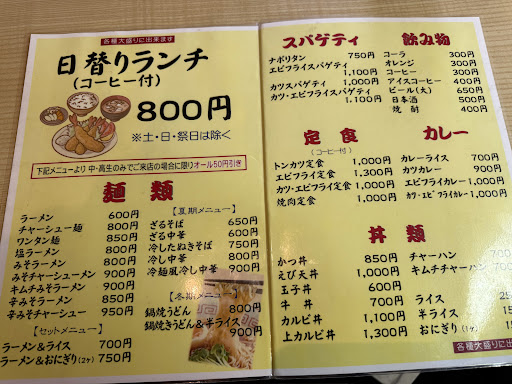 各種大盛りに出来ます
日替りランチ
(コーヒー付)
800円
※土・日・祭日は除く
下記メニューより 中・高生のみでご来店の場合に限りオール50円引き
麺類
ラーメン 600円
チャーシュー麺 800円
ワンタン麺 850円
塩ラーメン 800円
みそラーメン 800円
みそチャーシューメン 900円
キムチみそラーメン 900円
辛みそラーメン 850円
辛みそチャーシュー 950円
【セットメニュー】
ラーメン&半ライス 700円
ラーメン&おにぎり(2ヶ) 750円
【夏期メニュー】
ざるそば 650円
ざる中華 700円
冷したぬきそば 750円
冷し中華 800円
冷麺風冷し中華 900円
【冬期メニュー】
鍋焼うどん 800円
鍋焼うどん&半ライス
900円
スパゲティ
ナポリタン 750円
エビフライスパゲティ
1,100円
カツスパゲティ 1,000円
カツ・エビフライスパゲティ
1,100円
飲み物
コーラ 300円
オレンジ 300円
コーヒー 300円
アイスコーヒー 400円
ビール(大) 650円
日本酒 500円
焼酎 400円
定食
(コーヒー付)
トンカツ定食 1,000円
エビフライ定食 1,000円
カツ・エビフライ定食 1,300円
焼肉定食 1,000円
カレー
カレーライス 700円
カツカレー 900円
エビフライカレー 1,000円
カツ・エビフライカレー 1,000円
丼類
かつ丼 850円
えび天丼 1,000円
玉子丼 600円
牛丼 700円
カルビ丼 1,100円
上カルビ丼 1,300円
チャーハン
キムチチャーハン
ライス
半ライス
おにぎり(1ヶ)
各種大盛りに出